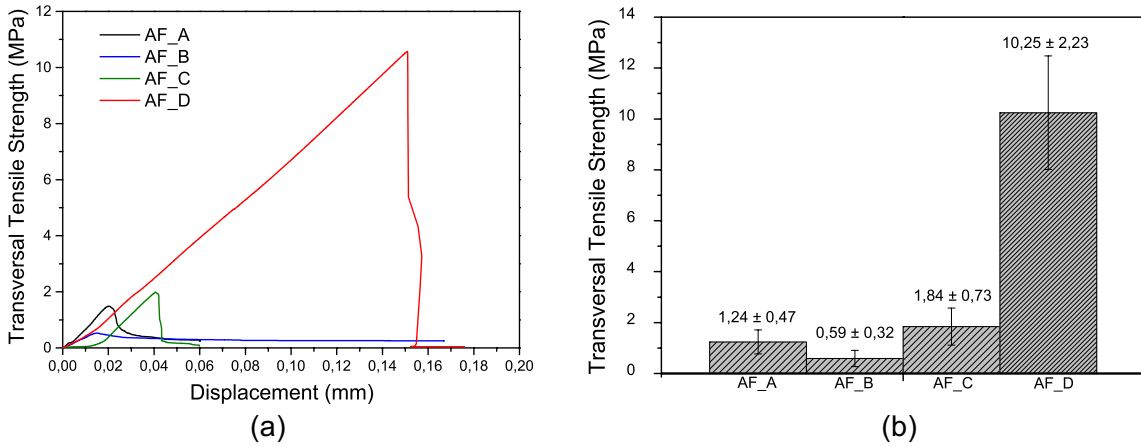 Transversal Tensile Strength (MPa)
12
10
8
6
4
2
0
AF_A
AF_B
AF_C
AF_D
0,00 0,02 0,04 0,06 0,08 0,10 0,12 0,14 0,16 0,18 0,20
Displacement (mm)
(a)
Transversal Tensile Strength (MPa)
14
12
10
8
6
4
2
0
10,25 ± 2,23
1,24 ± 0,47
0,59 ± 0,32
1,84 ± 0,73
AF_A AF_B AF_C AF_D
(b)